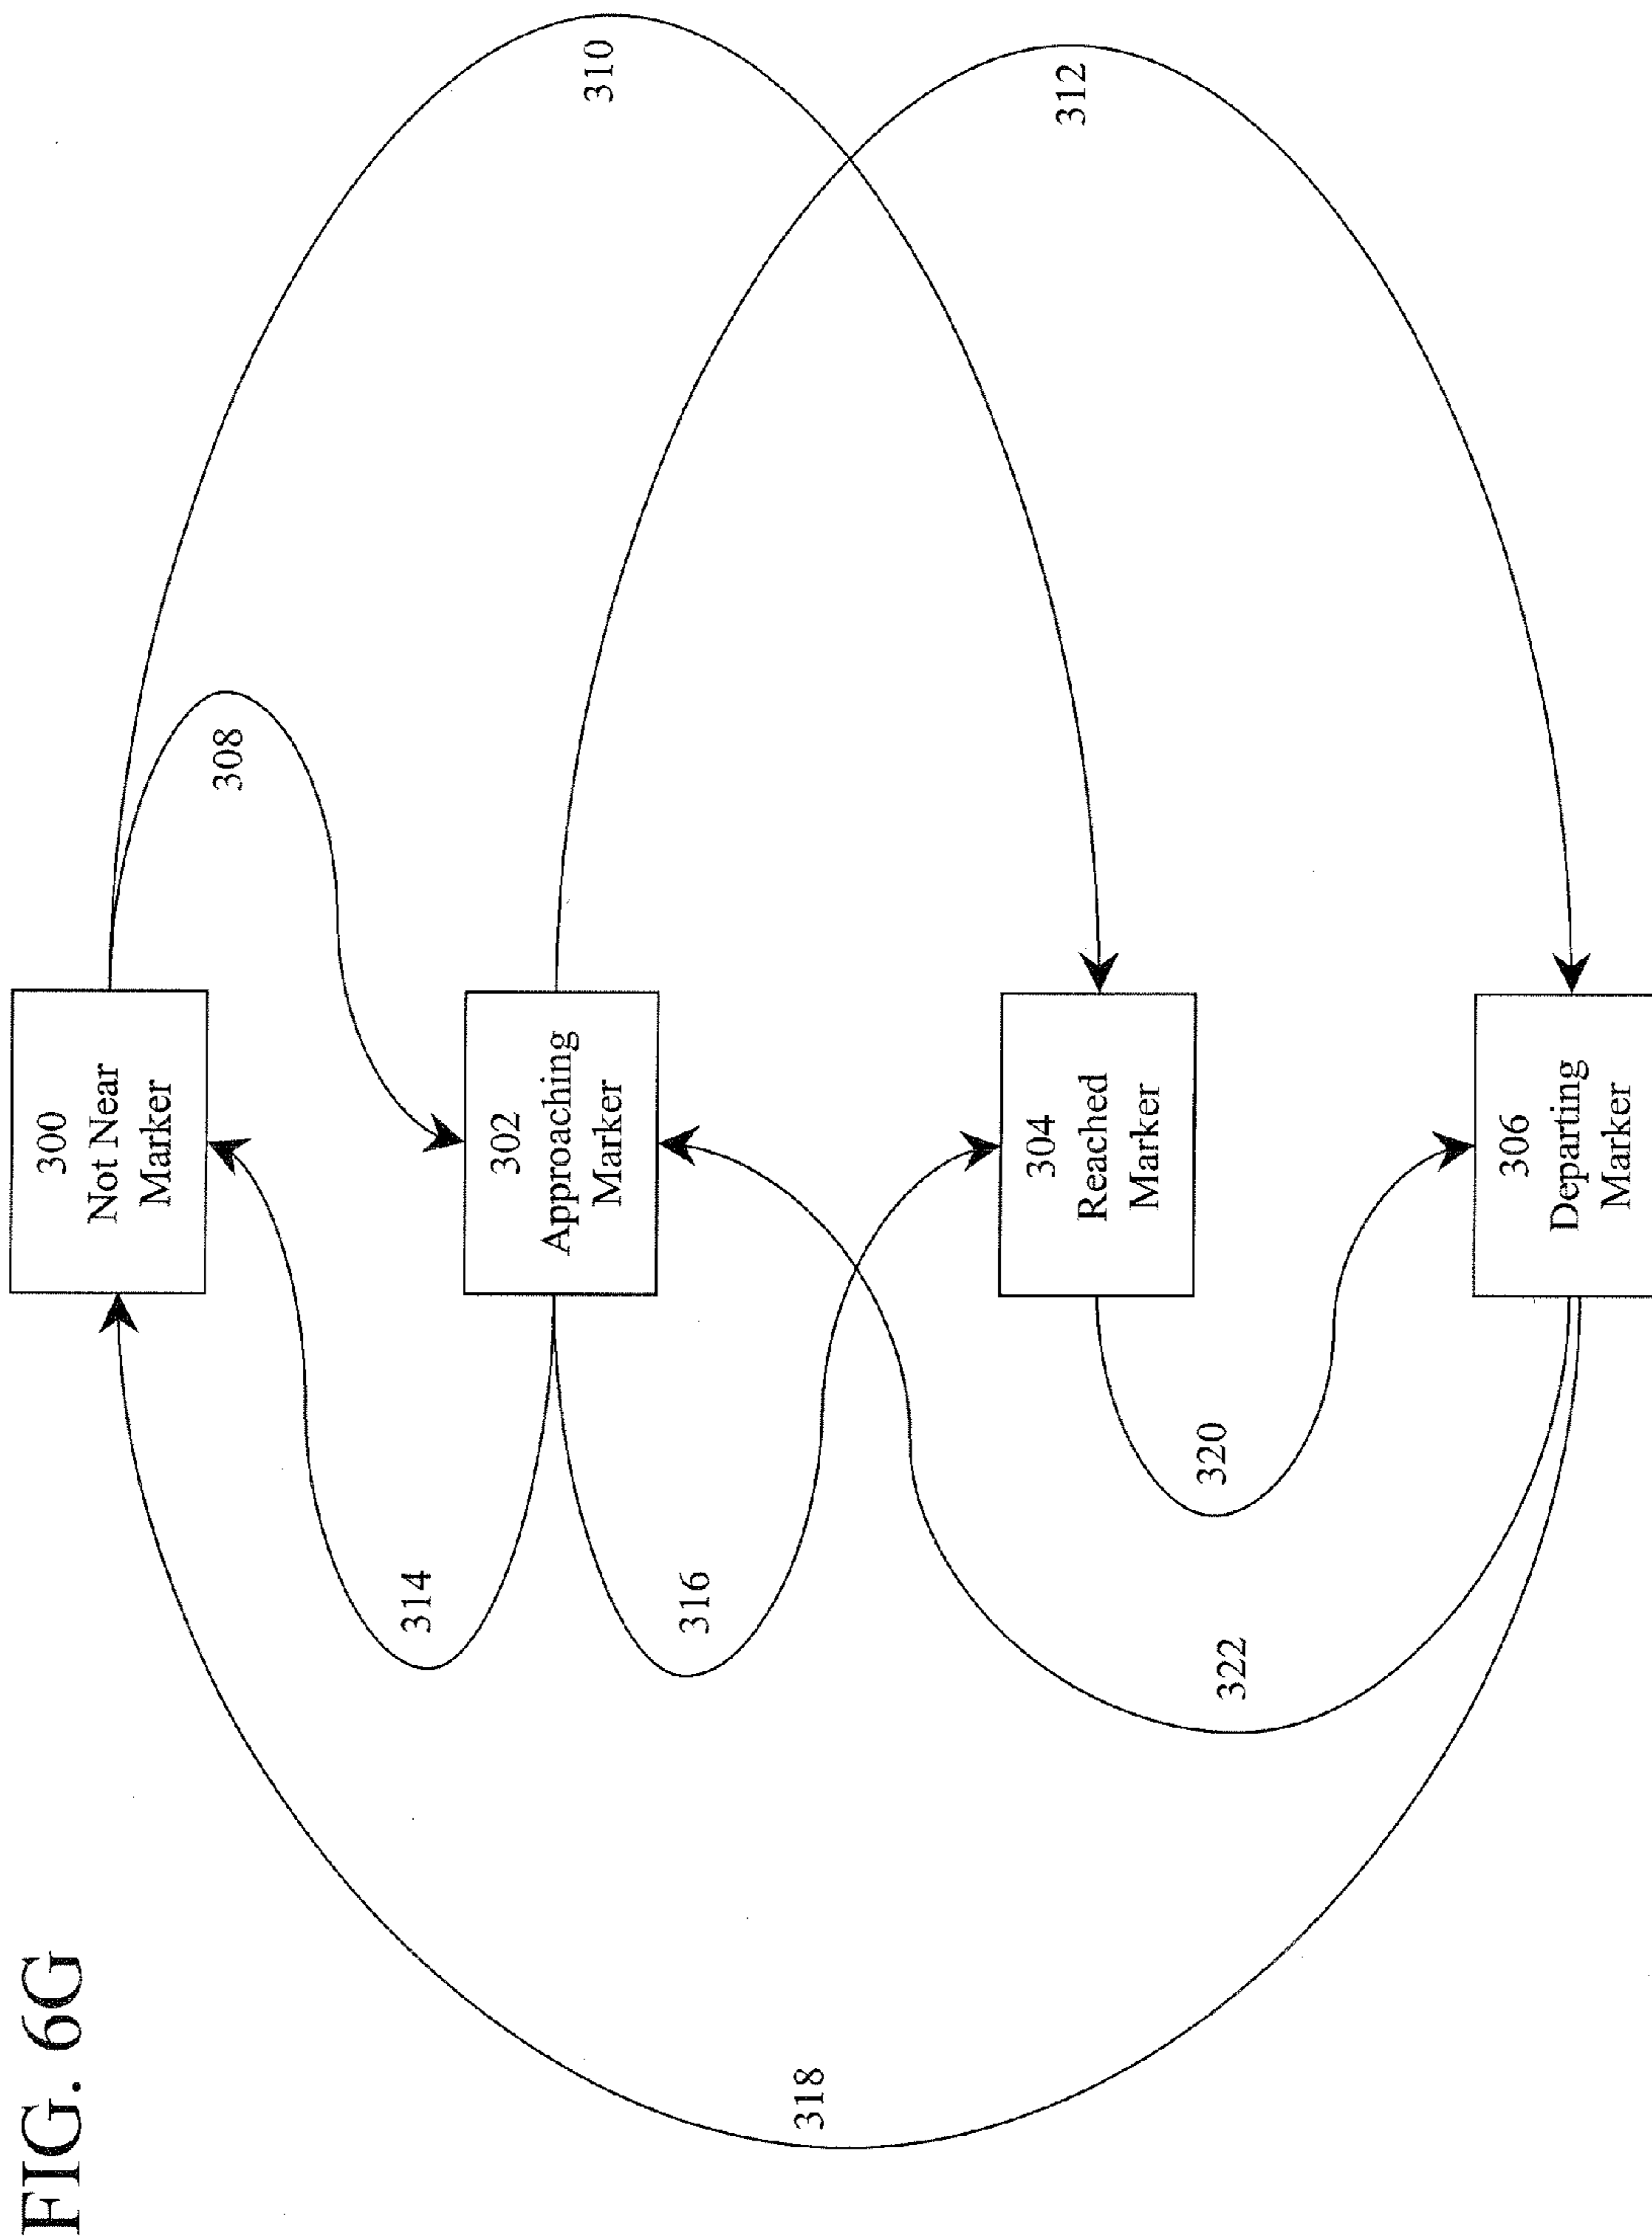 FIG. 6G
300
Not Near
Marker
302
Approaching
Marker
304
Reached
Marker
306
Departing
Marker
308
310
312
314
316
318
320
322